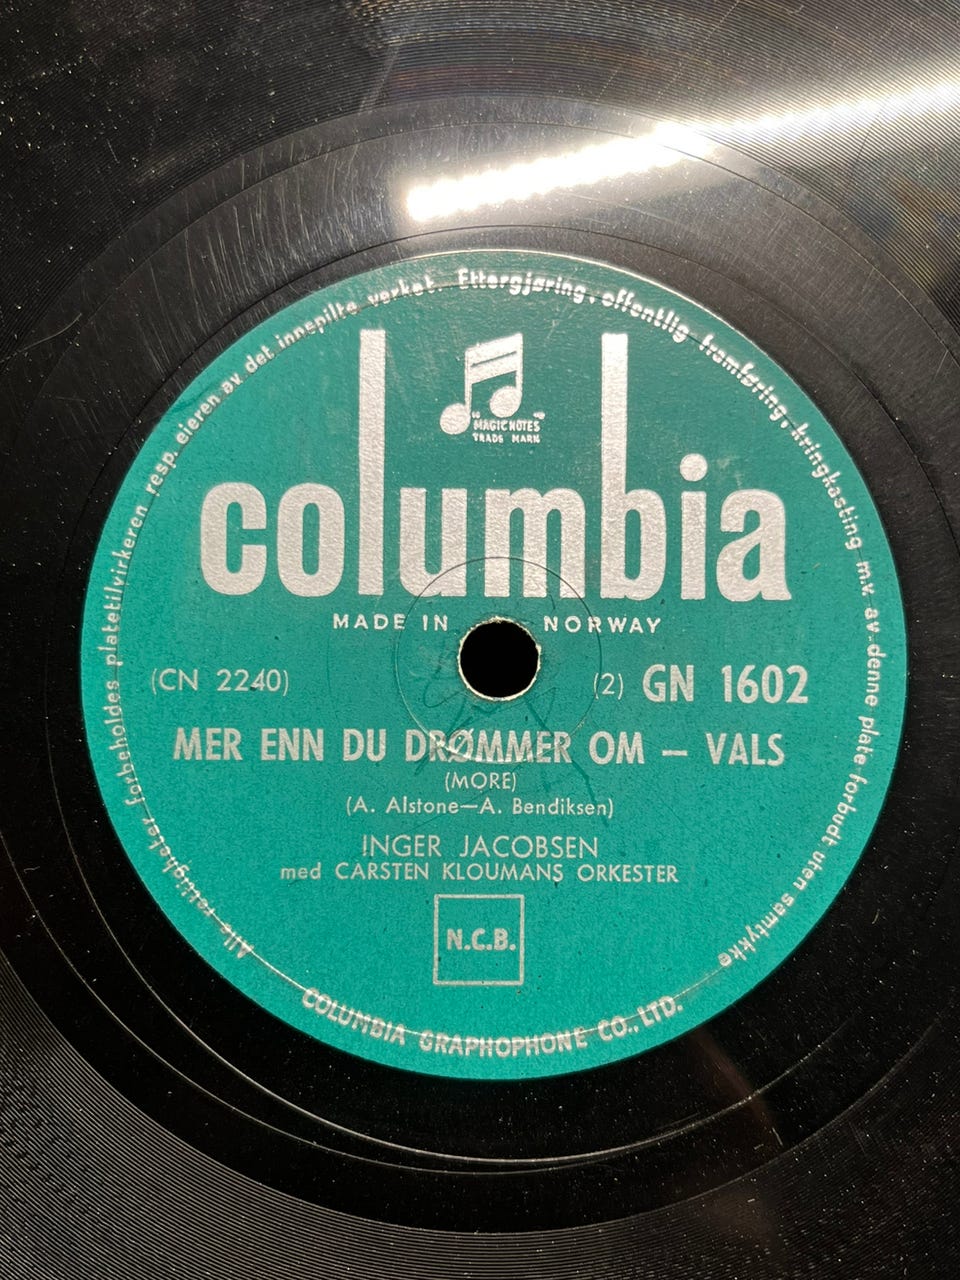 Alle rettigheter forbeholdes platetilvirkeren resp. eieren av det innspilte verket. Ettergjøring, offentlig framføring, kringkasting m.v. av denne plate forbudt uten samtykke
"MAGIC NOTES"
TRADE MARK
columbia
MADE IN NORWAY
(CN 2240) (2) GN 1602
MER ENN DU DRØMMER OM — VALS
(MORE)
(A. Alstone—A. Bendiksen)
INGER JACOBSEN
med CARSTEN KLOUMANS ORKESTER
N.C.B.
COLUMBIA GRAPHOPHONE CO., LTD.